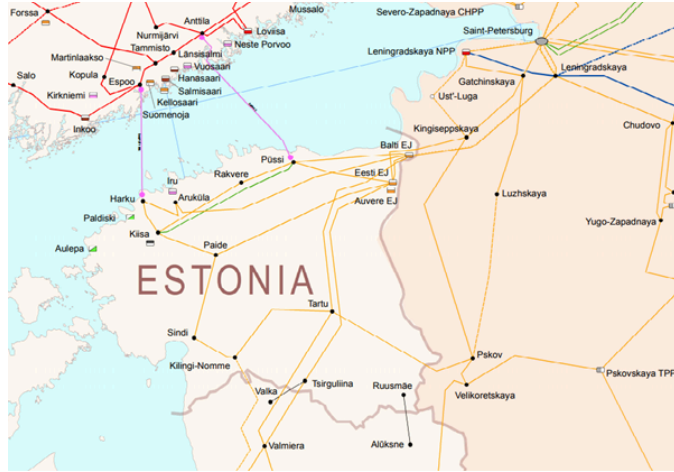 Mussalo
Severo-Zapadnaya CHPP
Anttila
Forssa
Loviisa
Saint-Petersburg
Nurmijärvi
Neste Porvoo
Tammisto
Länsisalmi
Leningradskaya NPP
Martinlaakso
Vuosaari
Leningradskaya
Salo
Kopula
Espoo
Hanasaari
Gatchinskaya
Kirkniemi
Salmisaari
Ust'-Luga
Kellosaari
Suomenoja
Inkoo
Kingiseppskaya
Chudovo
Balti EJ
Püssi
Eesti EJ
Rakvere
Iru
Luzhskaya
Harku
Aruküla
Auvere EJ
Paldiski
Yugo-Zapadnaya
Kiisa
Aulepa
Paide
ESTONIA
Tartu
Sindi
Pskov
Kilingi-Nomme
Pskovskaya TPP
Tsirguliina
Ruusmäe
Valka
Velikoretskaya
Valmiera
Alūksne